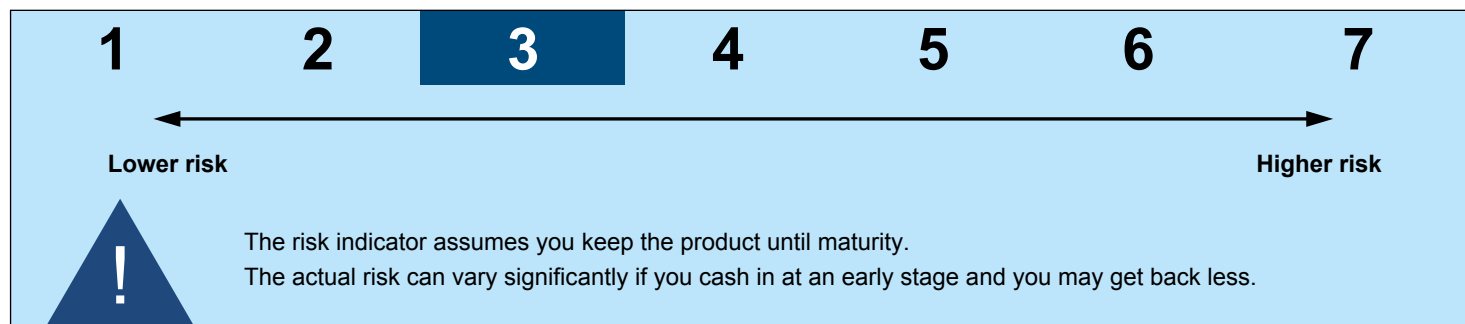 1 2 3 4 5 6 7
Lower risk Higher risk
!
The risk indicator assumes you keep the product until maturity.
The actual risk can vary significantly if you cash in at an early stage and you may get back less.